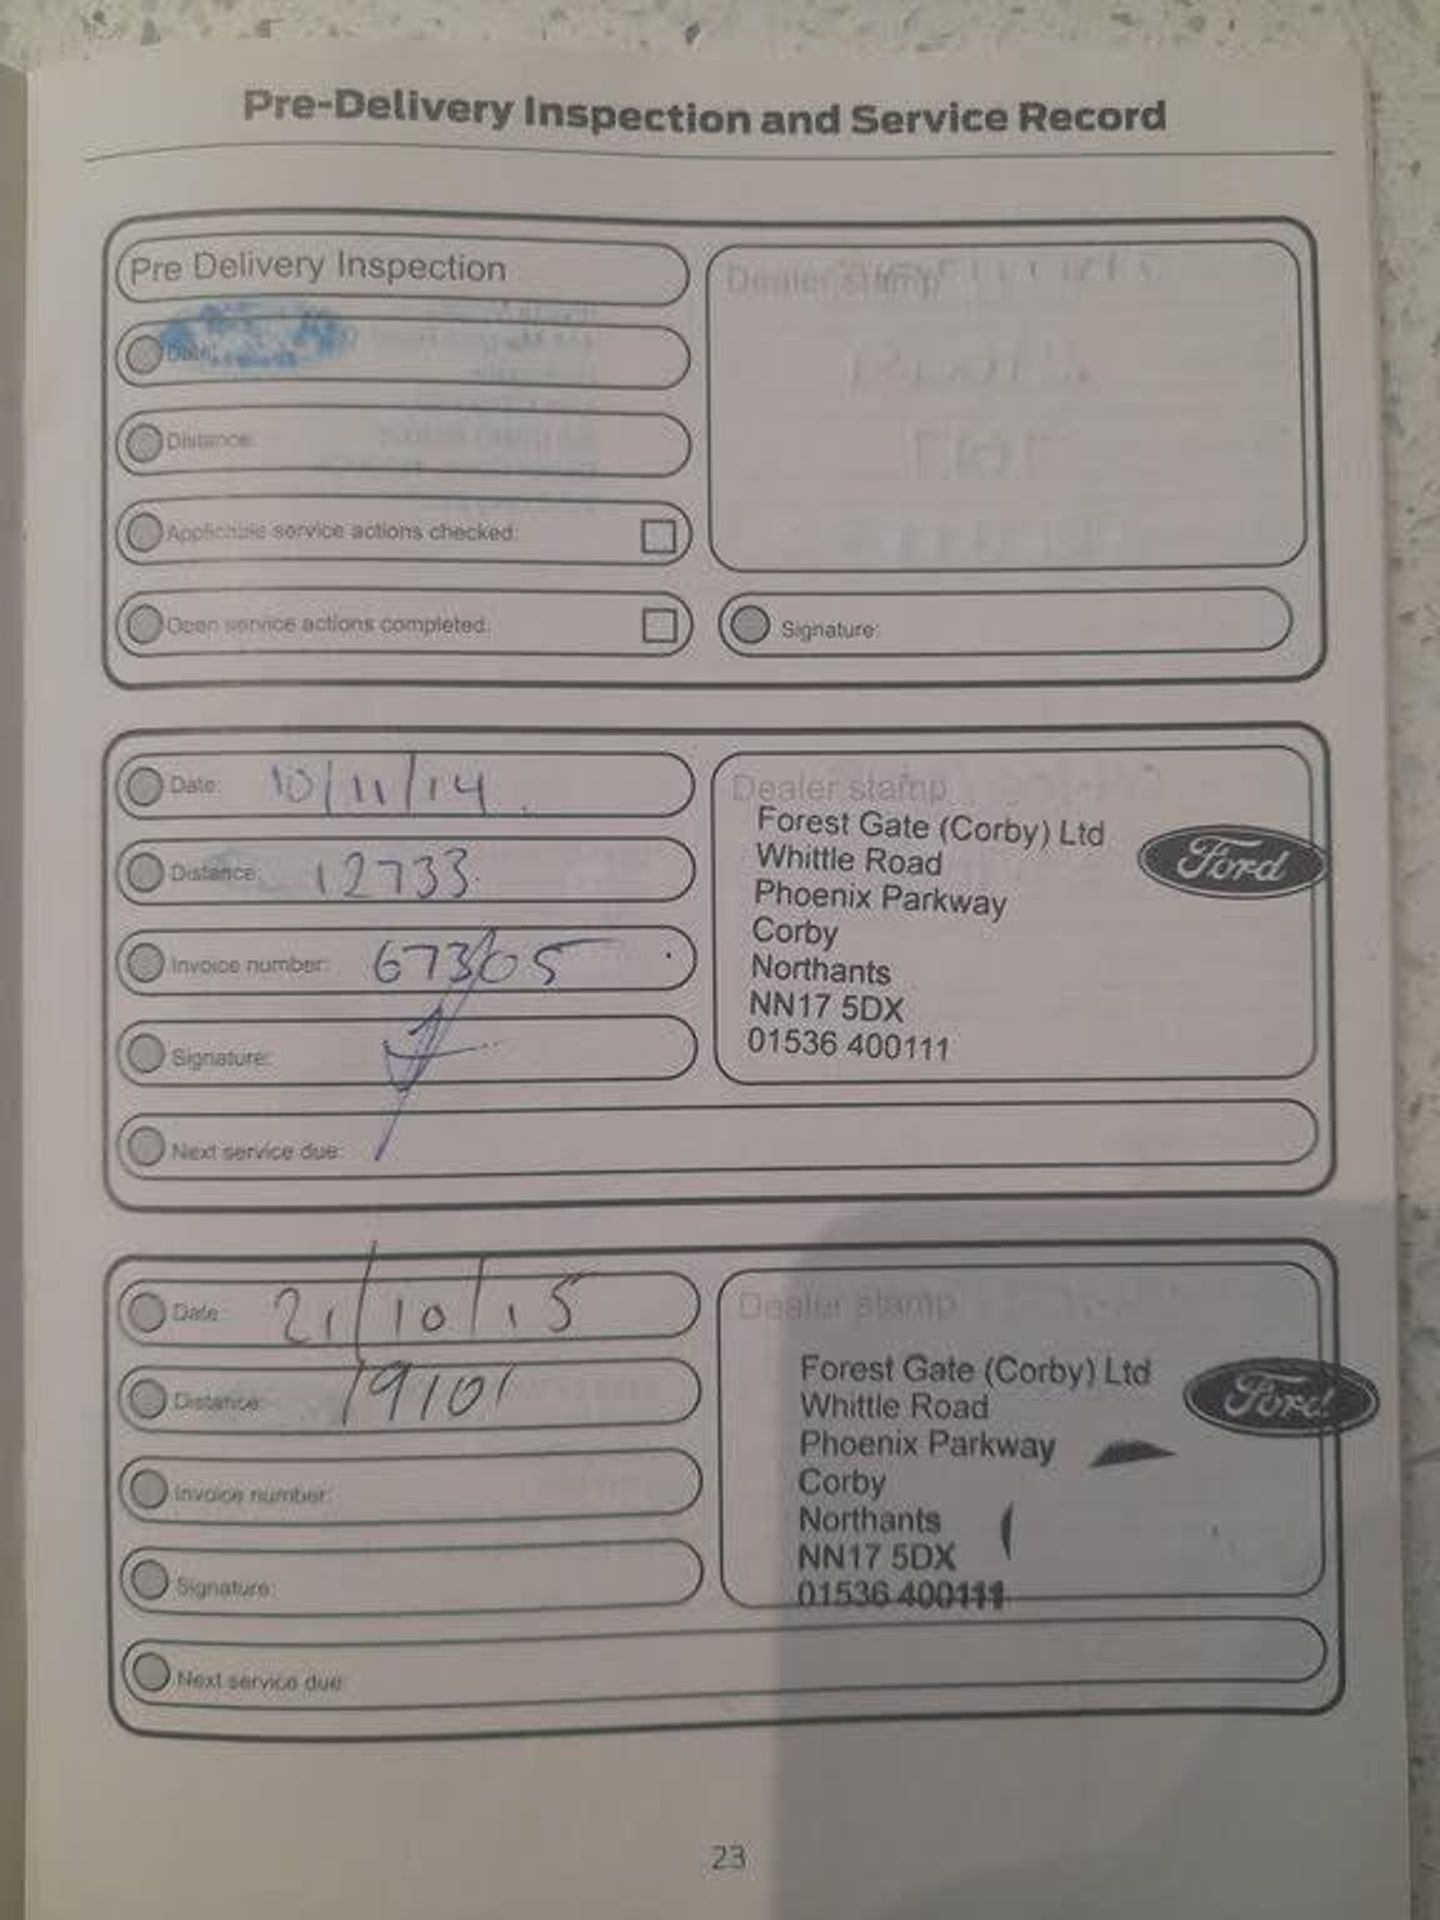 Pre-Delivery Inspection and Service Record
Pre Delivery Inspection
Date:
Distance:
Applicable service actions checked:
Open service actions completed:
Dealer stamp
Signature:
Date: 10/11/14
Distance: 12733
Invoice number: 67305
Signature:
Next service due:
Dealer stamp
Forest Gate (Corby) Ltd
Whittle Road
Phoenix Parkway
Corby
Northants
NN17 5DX
01536 400111
Ford
Date: 21/10/15
Distance: 19101
Invoice number:
Signature:
Next service due:
Dealer stamp
Forest Gate (Corby) Ltd
Whittle Road
Phoenix Parkway
Corby
Northants
NN17 5DX
01536 400111
Ford
23